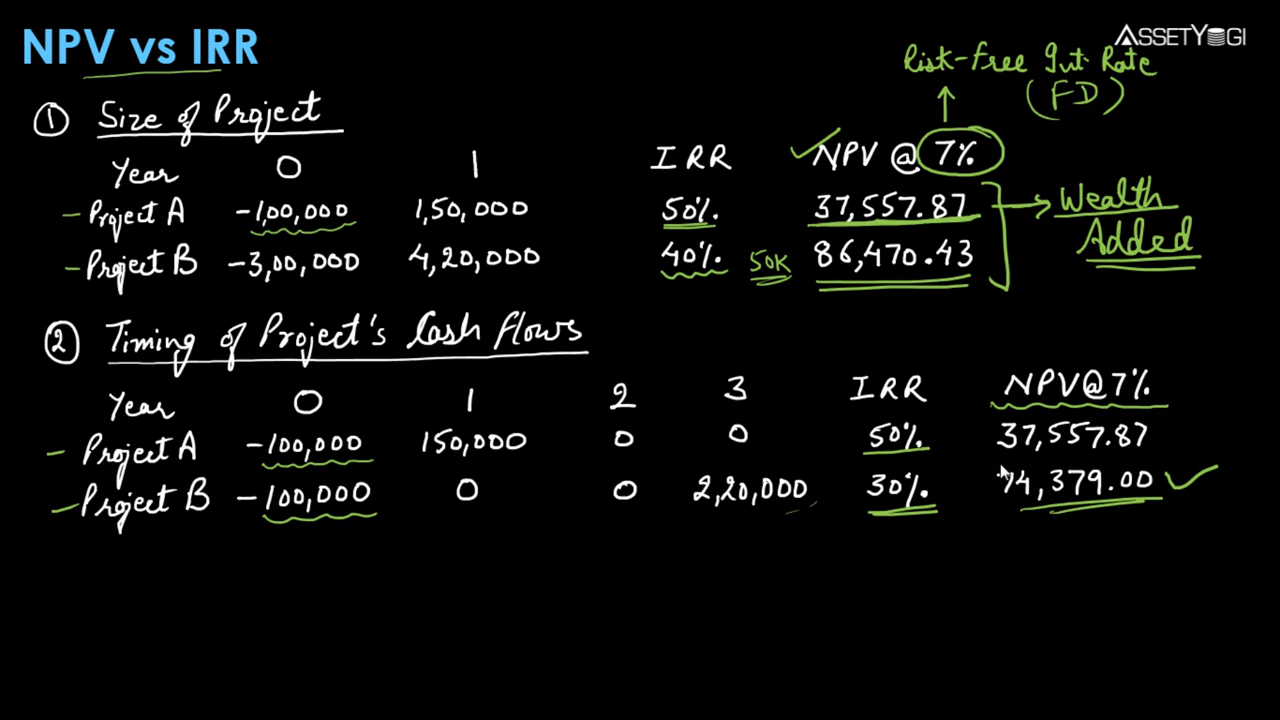 NPV vs IRR
ASSETYOGI
Risk-Free Int. Rate
(FD)
① Size of Project
Year 0 1 IRR NPV @ 7%
Project A -1,00,000 1,50,000 50% 37,557.87
Project B -3,00,000 4,20,000 40% 50K 86,470.43
Wealth
Added
② Timing of Project's Cash Flows
Year 0 1 2 3 IRR NPV@7%
Project A -100,000 150,000 0 0 50% 37,557.87
Project B -100,000 0 0 2,20,000 30% 74,379.00